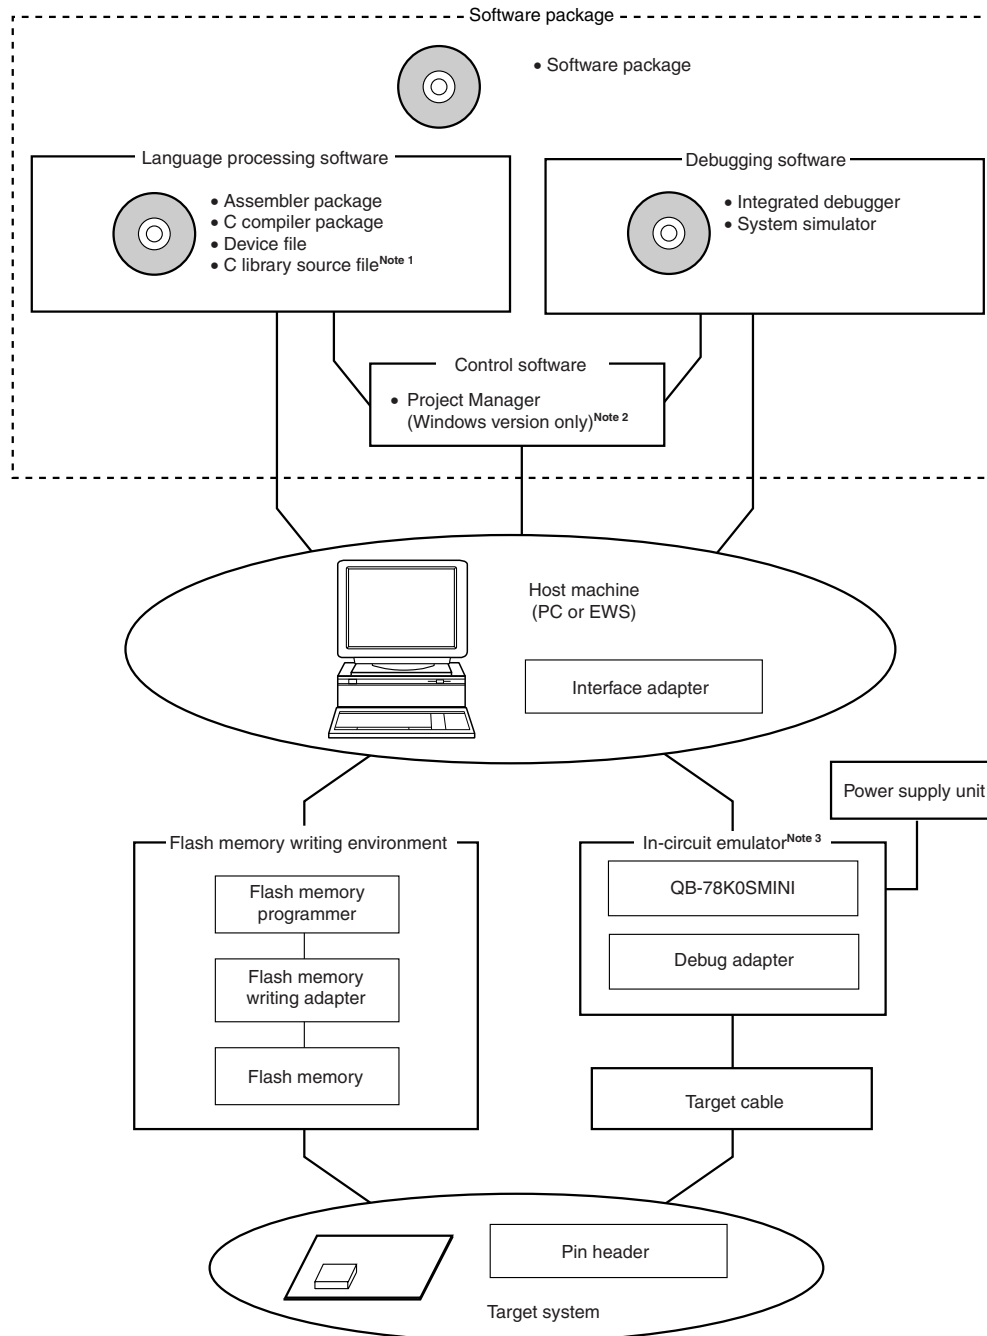 Software package
• Software package
Language processing software
• Assembler package
• C compiler package
• Device file
• C library source fileNote 1
Debugging software
• Integrated debugger
• System simulator
Control software
• Project Manager
(Windows version only)Note 2
Host machine
(PC or EWS)
Interface adapter
Power supply unit
Flash memory writing environment
Flash memory
programmer
Flash memory
writing adapter
Flash memory
In-circuit emulatorNote 3
QB-78K0SMINI
Debug adapter
Target cable
Pin header
Target system